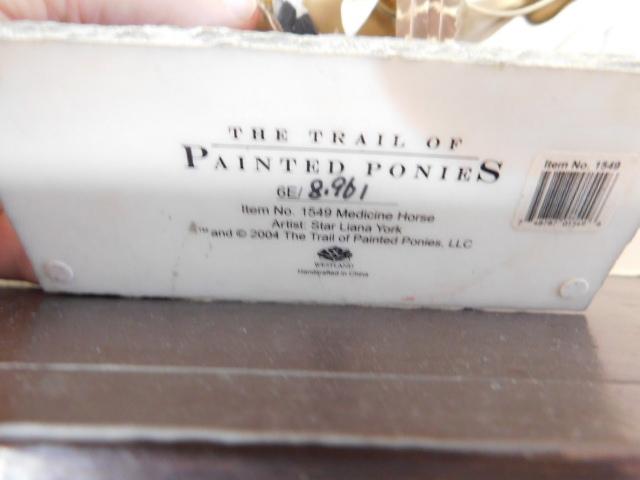 THE TRAIL OF
PAINTED PONIES
6E/ 8.961
Item No. 1549 Medicine Horse
Artist: Star Liana York
™ and © 2004 The Trail of Painted Ponies, LLC
WESTLAND
Handcrafted in China
Item No. 1549